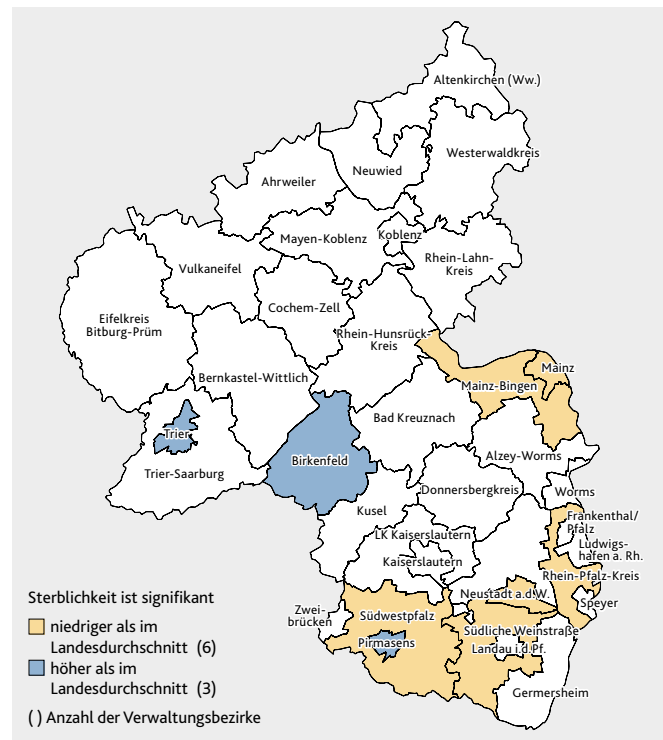 Altenkirchen (Ww.)
Westerwaldkreis
Neuwied
Ahrweiler
Mayen-Koblenz
Koblenz
Rhein-Lahn-
Kreis
Vulkaneifel
Cochem-Zell
Eifelkreis
Bitburg-Prüm
Rhein-Hunsrück-
Kreis
Mainz
Mainz-Bingen
Bernkastel-Wittlich
Bad Kreuznach
Trier
Trier-Saarburg
Birkenfeld
Alzey-Worms
Donnersbergkreis
Worms
Kusel
Frankenthal/
Pfalz
LK Kaiserslautern
Ludwigs-
hafen a. Rh.
Kaiserslautern
Rhein-Pfalz-Kreis
Neustadt a.d.W.
Speyer
Zwei-
brücken
Südwestpfalz
Südliche Weinstraße
Pirmasens
Landau i.d.Pf.
Germersheim
Sterblichkeit ist signifikant
niedriger als im
Landesdurchschnitt (6)
höher als im
Landesdurchschnitt (3)
( ) Anzahl der Verwaltungsbezirke